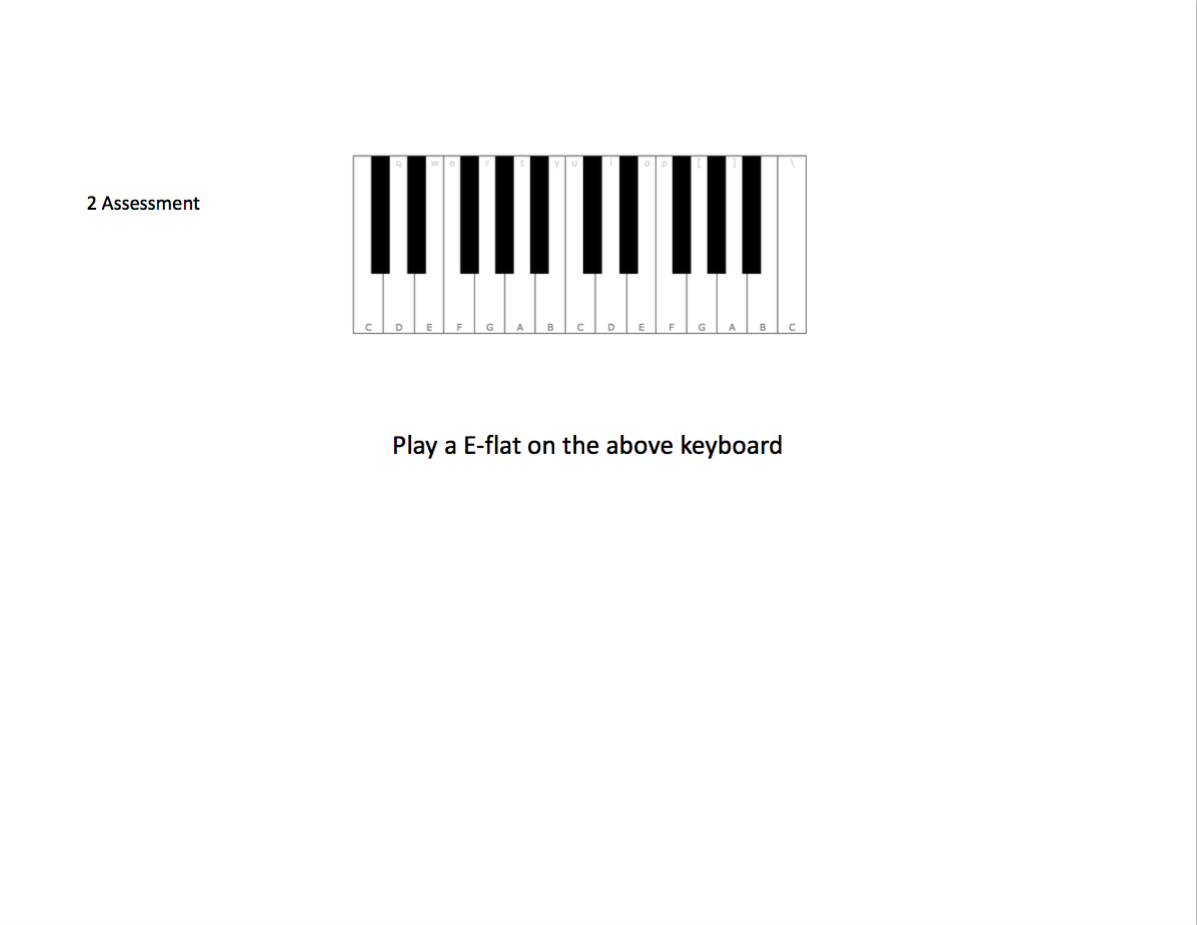 q w e r t y u i o p [ ] \
2 Assessment
C D E F G A B C D E F G A B C
Play a E-flat on the above keyboard